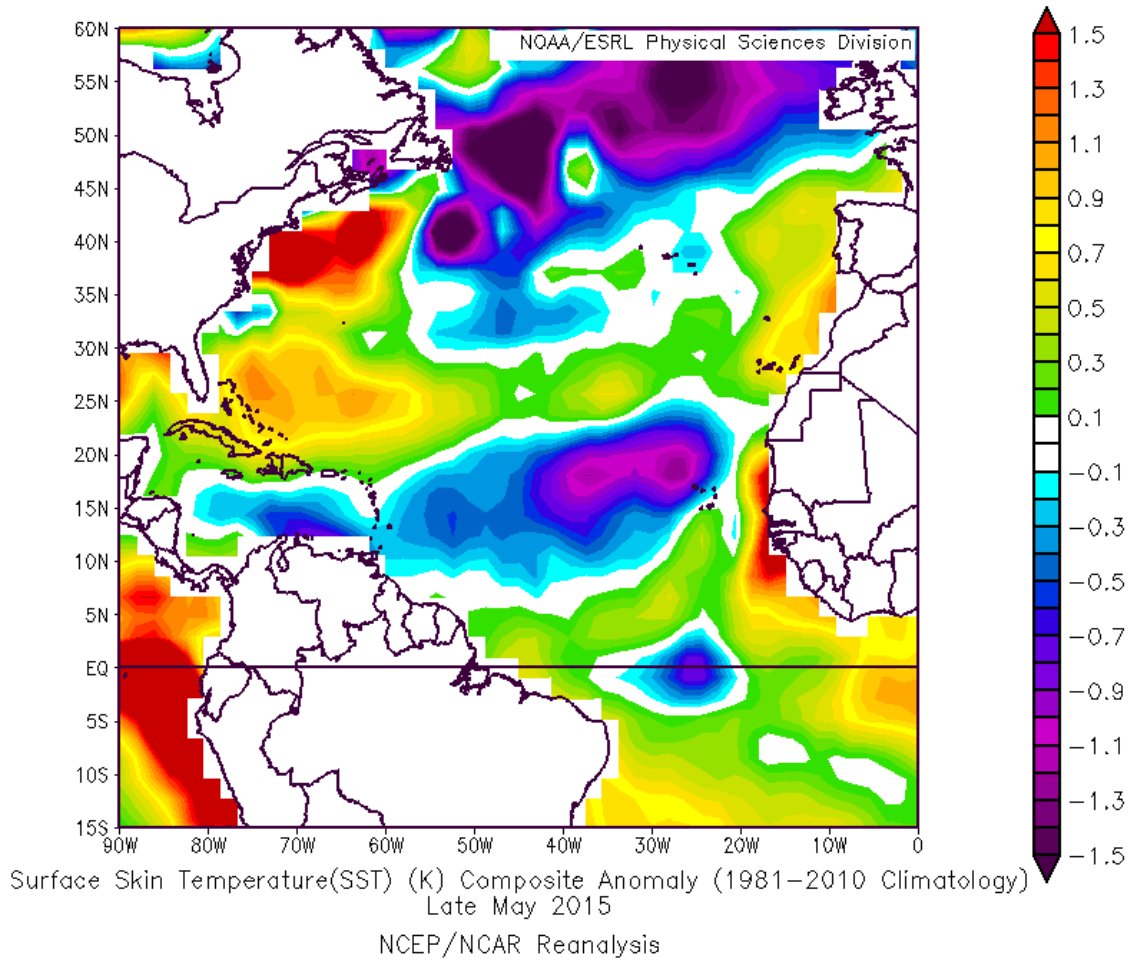 NOAA/ESRL Physical Sciences Division
60N
55N
50N
45N
40N
35N
30N
25N
20N
15N
10N
5N
EQ
5S
10S
15S
90W
80W
70W
60W
50W
40W
30W
20W
10W
0
1.5
1.3
1.1
0.9
0.7
0.5
0.3
0.1
−0.1
−0.3
−0.5
−0.7
−0.9
−1.1
−1.3
−1.5
Surface Skin Temperature(SST) (K) Composite Anomaly (1981−2010 Climatology)
Late May 2015
NCEP/NCAR Reanalysis